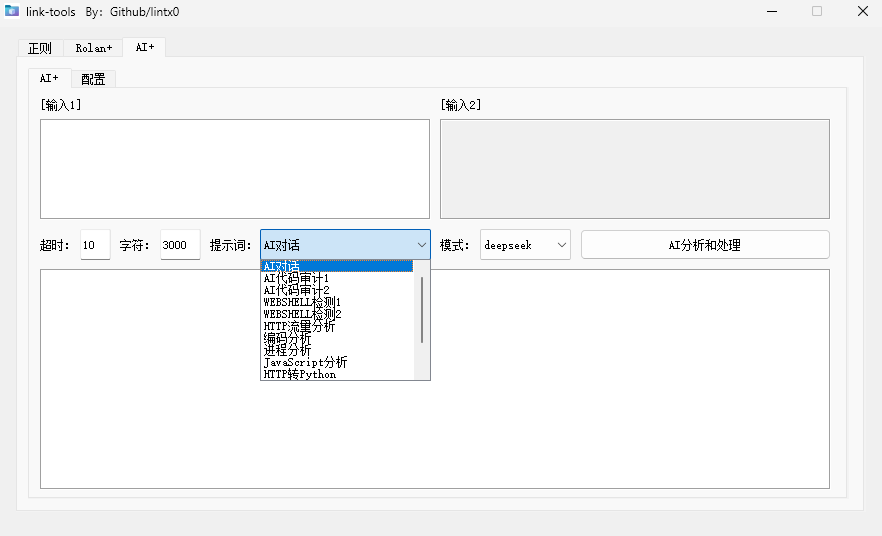 link-tools By: Github/lintx0
正则 Rolan+ AI+
AI+ 配置
[输入1] [输入2]
超时: 10 字符: 3000 提示词: AI对话 模式: deepseek AI分析和处理
AI对话
AI代码审计1
AI代码审计2
WEBSHELL检测1
WEBSHELL检测2
HTTP流量分析
编码分析
进程分析
JavaScript分析
HTTP转Python